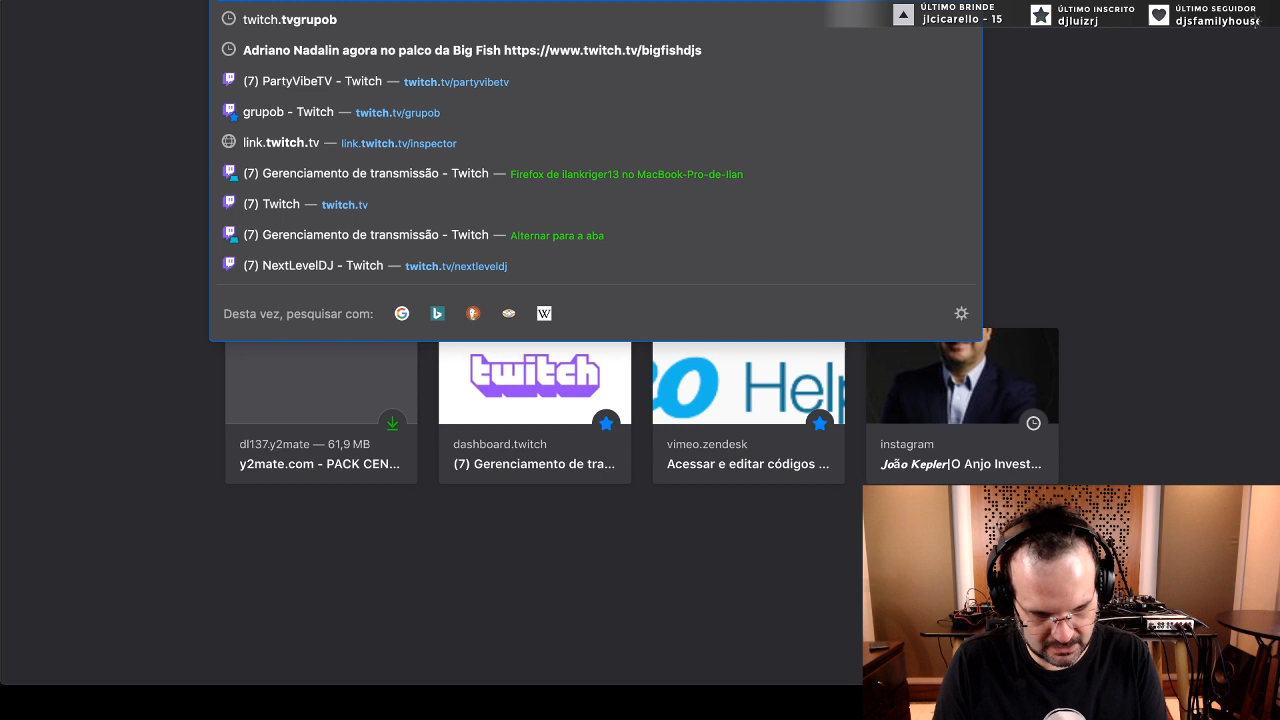 twitch.tvgrupob
ÚLTIMO BRINDE
jlcicarello - 15
ÚLTIMO INSCRITO
djluizrj
ÚLTIMO SEGUIDOR
djsfamilyhouse
Adriano Nadalin agora no palco da Big Fish https://www.twitch.tv/bigfishdjs
(7) PartyVibeTV - Twitch — twitch.tv/partyvibetv
grupob - Twitch — twitch.tv/grupob
link.twitch.tv — link.twitch.tv/inspector
(7) Gerenciamento de transmissão - Twitch — Firefox de ilankriger13 no MacBook-Pro-de-Ilan
(7) Twitch — twitch.tv
(7) Gerenciamento de transmissão - Twitch — Alternar para a aba
(7) NextLevelDJ - Twitch — twitch.tv/nextleveldj
Desta vez, pesquisar com:
W
twitch
o Help
dl137.y2mate — 61,9 MB
y2mate.com - PACK CEN...
dashboard.twitch
(7) Gerenciamento de tra...
vimeo.zendesk
Acessar e editar códigos ...
instagram
João Kepler|O Anjo Invest...